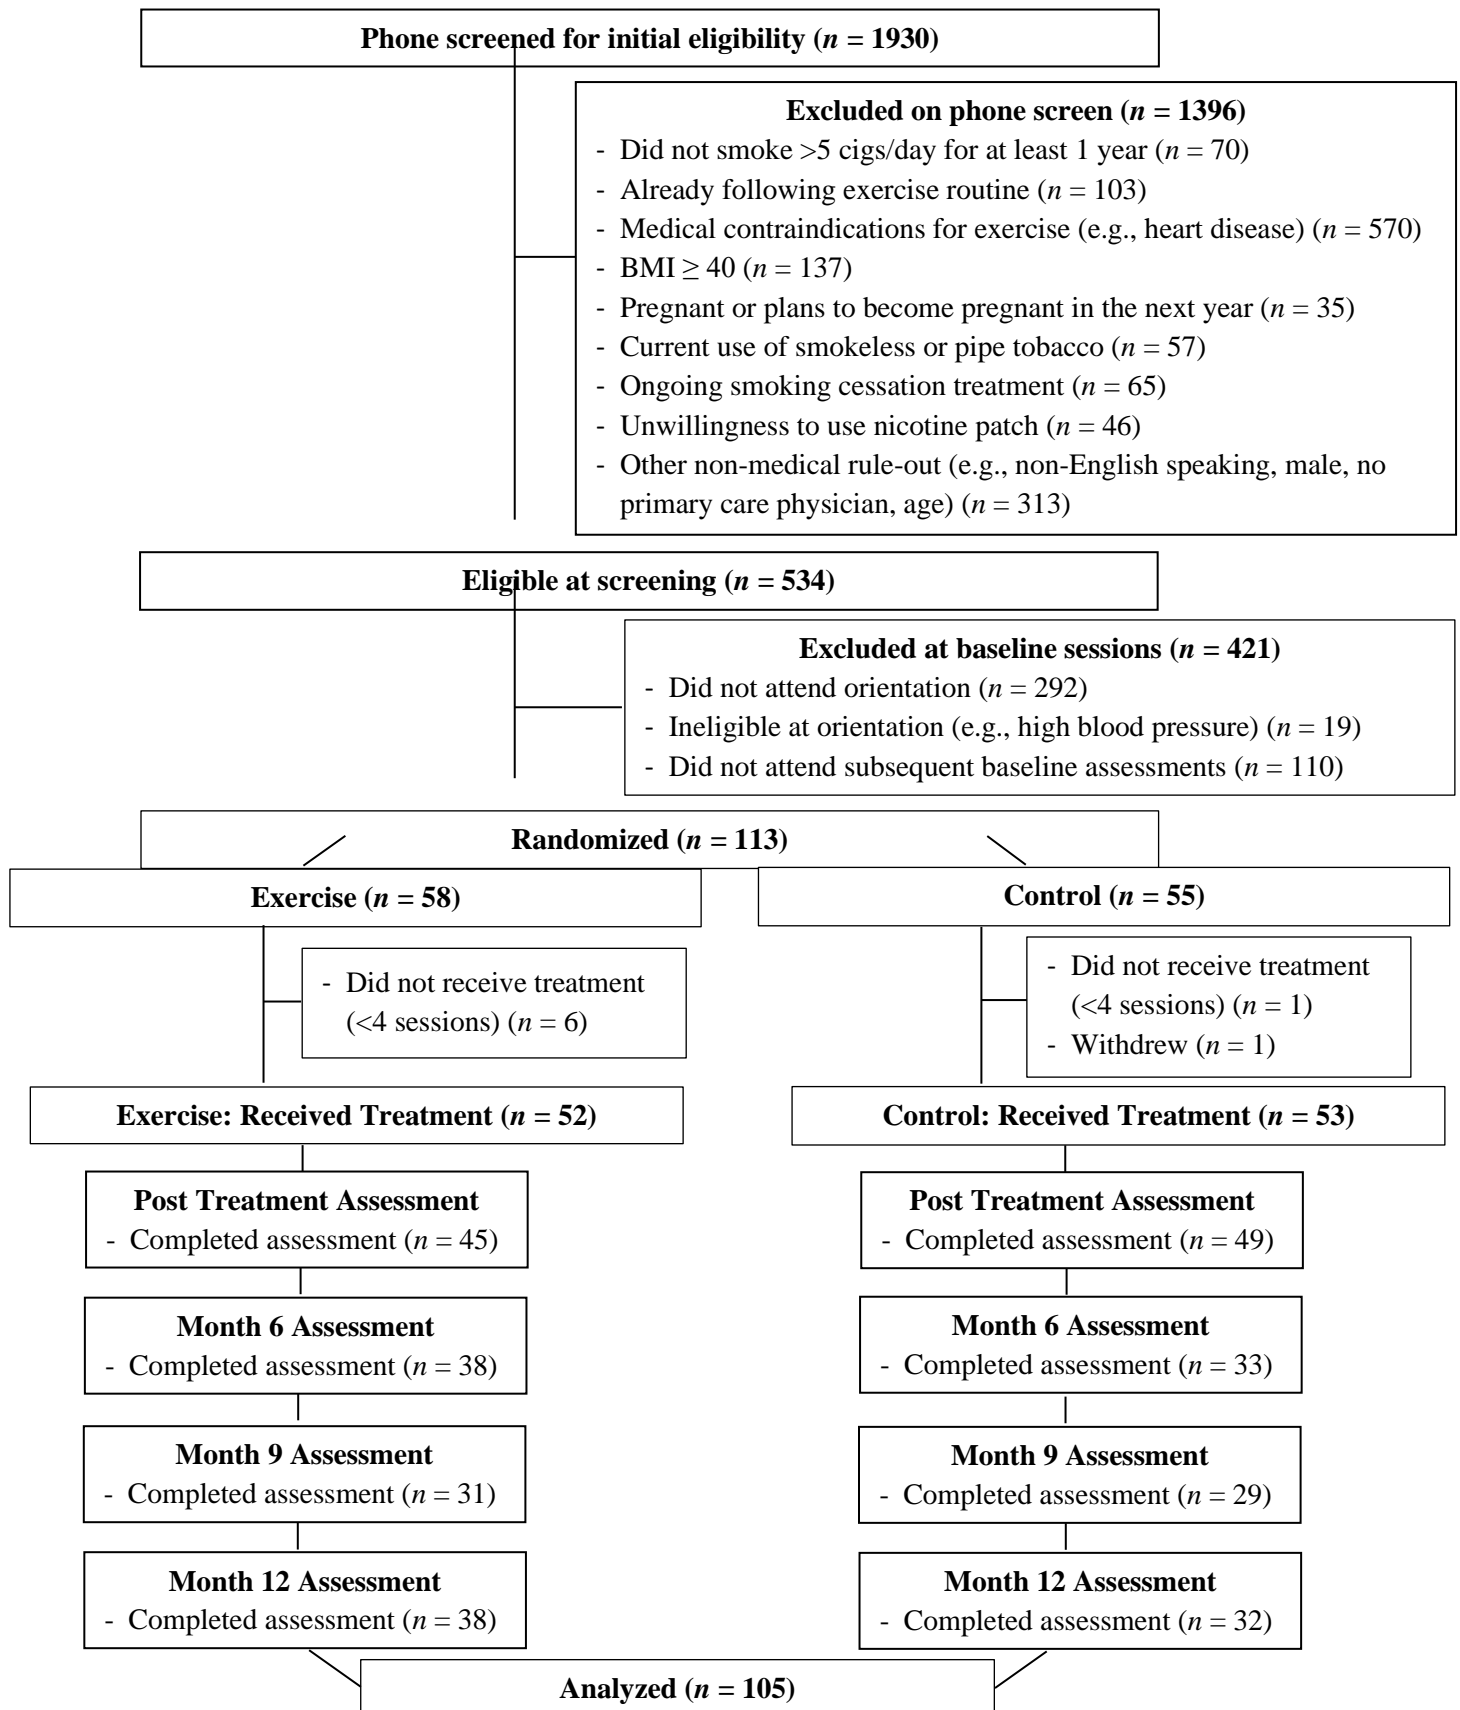 Phone screened for initial eligibility (n = 1930)
Excluded on phone screen (n = 1396)
- Did not smoke >5 cigs/day for at least 1 year (n = 70)
- Already following exercise routine (n = 103)
- Medical contraindications for exercise (e.g., heart disease) (n = 570)
- BMI ≥ 40 (n = 137)
- Pregnant or plans to become pregnant in the next year (n = 35)
- Current use of smokeless or pipe tobacco (n = 57)
- Ongoing smoking cessation treatment (n = 65)
- Unwillingness to use nicotine patch (n = 46)
- Other non-medical rule-out (e.g., non-English speaking, male, no
primary care physician, age) (n = 313)
Eligible at screening (n = 534)
Excluded at baseline sessions (n = 421)
- Did not attend orientation (n = 292)
- Ineligible at orientation (e.g., high blood pressure) (n = 19)
- Did not attend subsequent baseline assessments (n = 110)
Randomized (n = 113)
Exercise (n = 58)
- Did not receive treatment
(<4 sessions) (n = 6)
Exercise: Received Treatment (n = 52)
Post Treatment Assessment
- Completed assessment (n = 45)
Month 6 Assessment
- Completed assessment (n = 38)
Month 9 Assessment
- Completed assessment (n = 31)
Month 12 Assessment
- Completed assessment (n = 38)
Control (n = 55)
- Did not receive treatment
(<4 sessions) (n = 1)
- Withdrew (n = 1)
Control: Received Treatment (n = 53)
Post Treatment Assessment
- Completed assessment (n = 49)
Month 6 Assessment
- Completed assessment (n = 33)
Month 9 Assessment
- Completed assessment (n = 29)
Month 12 Assessment
- Completed assessment (n = 32)
Analyzed (n = 105)